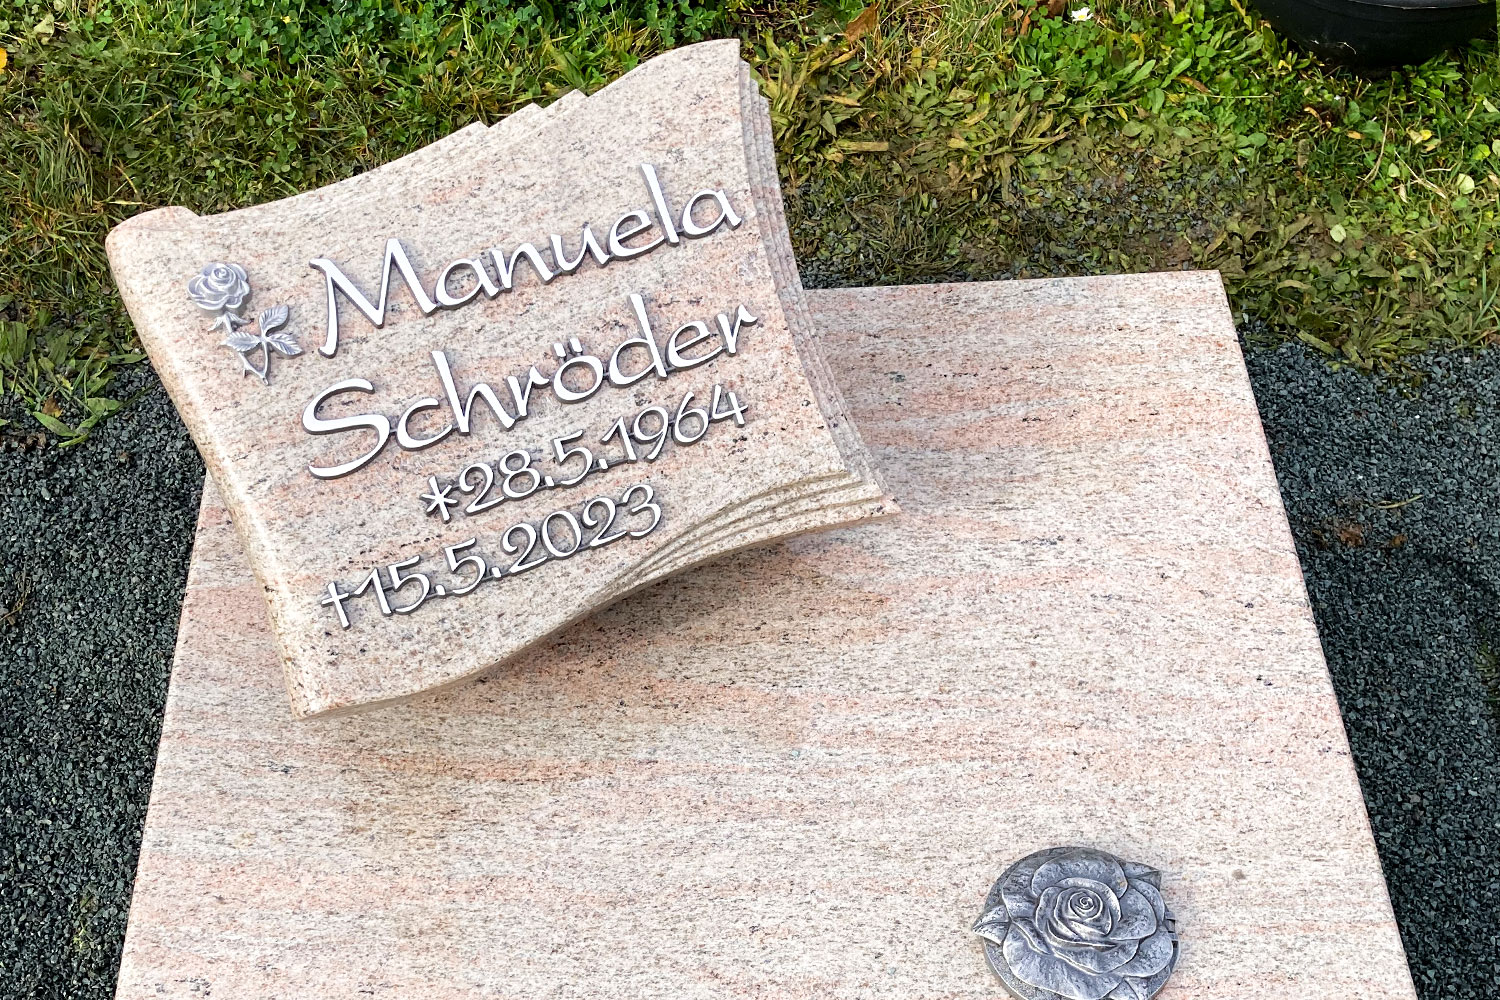 Manuela
Schröder
*28.5.1964
†15.5.2023